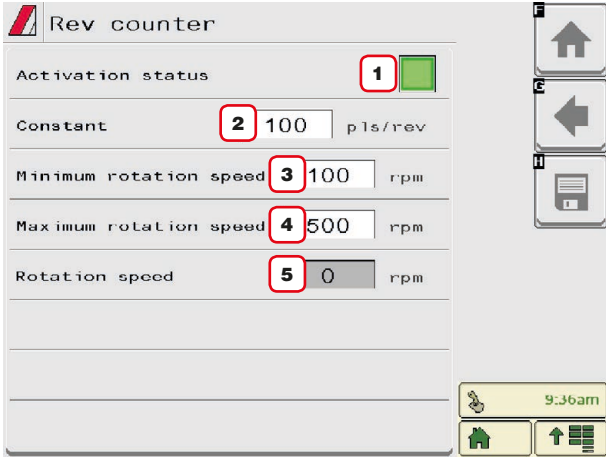 Rev counter
F
Activation status 1
G
Constant 2 100 pls/rev
Minimum rotation speed 3 100 rpm
I
Maximum rotation speed 4 500 rpm
Rotation speed 5 0 rpm
9:36am